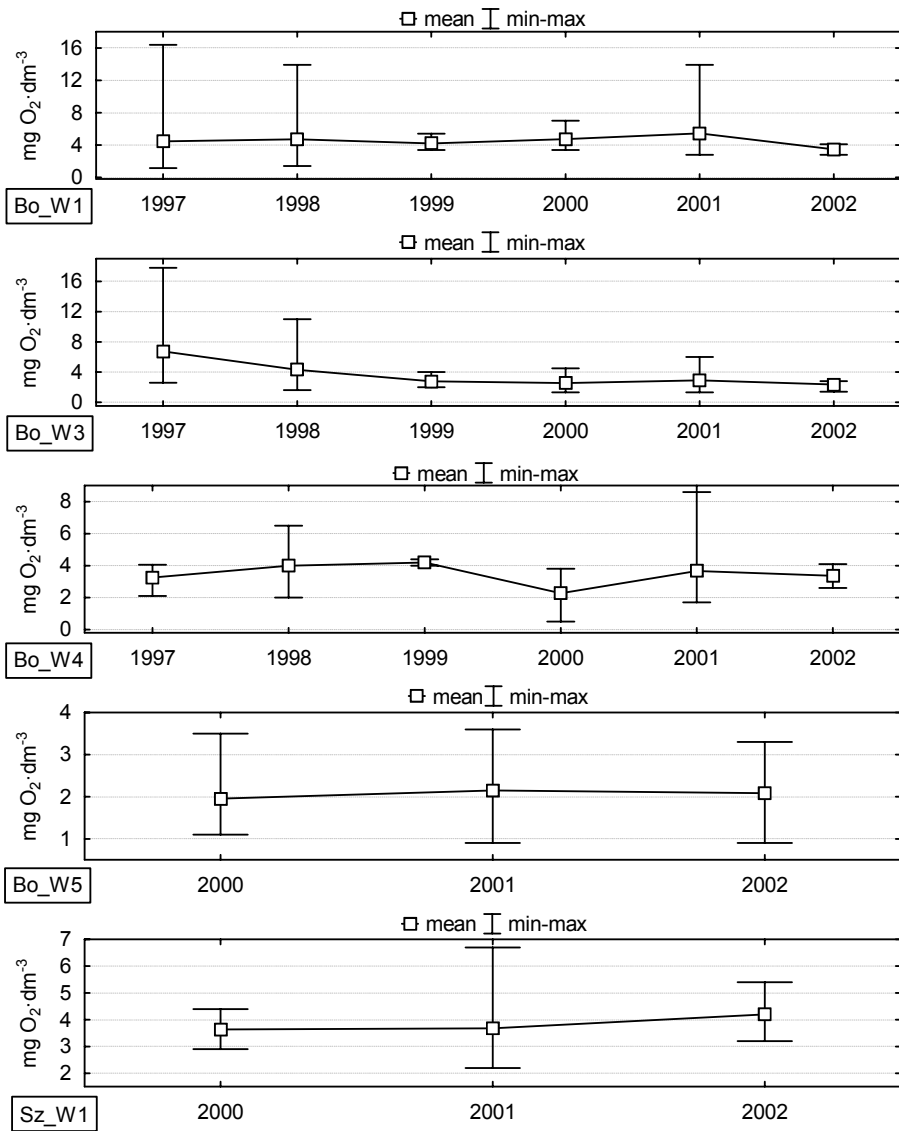 mean min-max
mg O₂·dm⁻³
16
12
8
4
0
Bo_W1
1997 1998 1999 2000 2001 2002
mean min-max
mg O₂·dm⁻³
16
12
8
4
0
Bo_W3
1997 1998 1999 2000 2001 2002
mean min-max
mg O₂·dm⁻³
8
6
4
2
0
Bo_W4
1997 1998 1999 2000 2001 2002
mean min-max
mg O₂·dm⁻³
4
3
2
1
Bo_W5
2000 2001 2002
mean min-max
mg O₂·dm⁻³
7
6
5
4
3
2
Sz_W1
2000 2001 2002